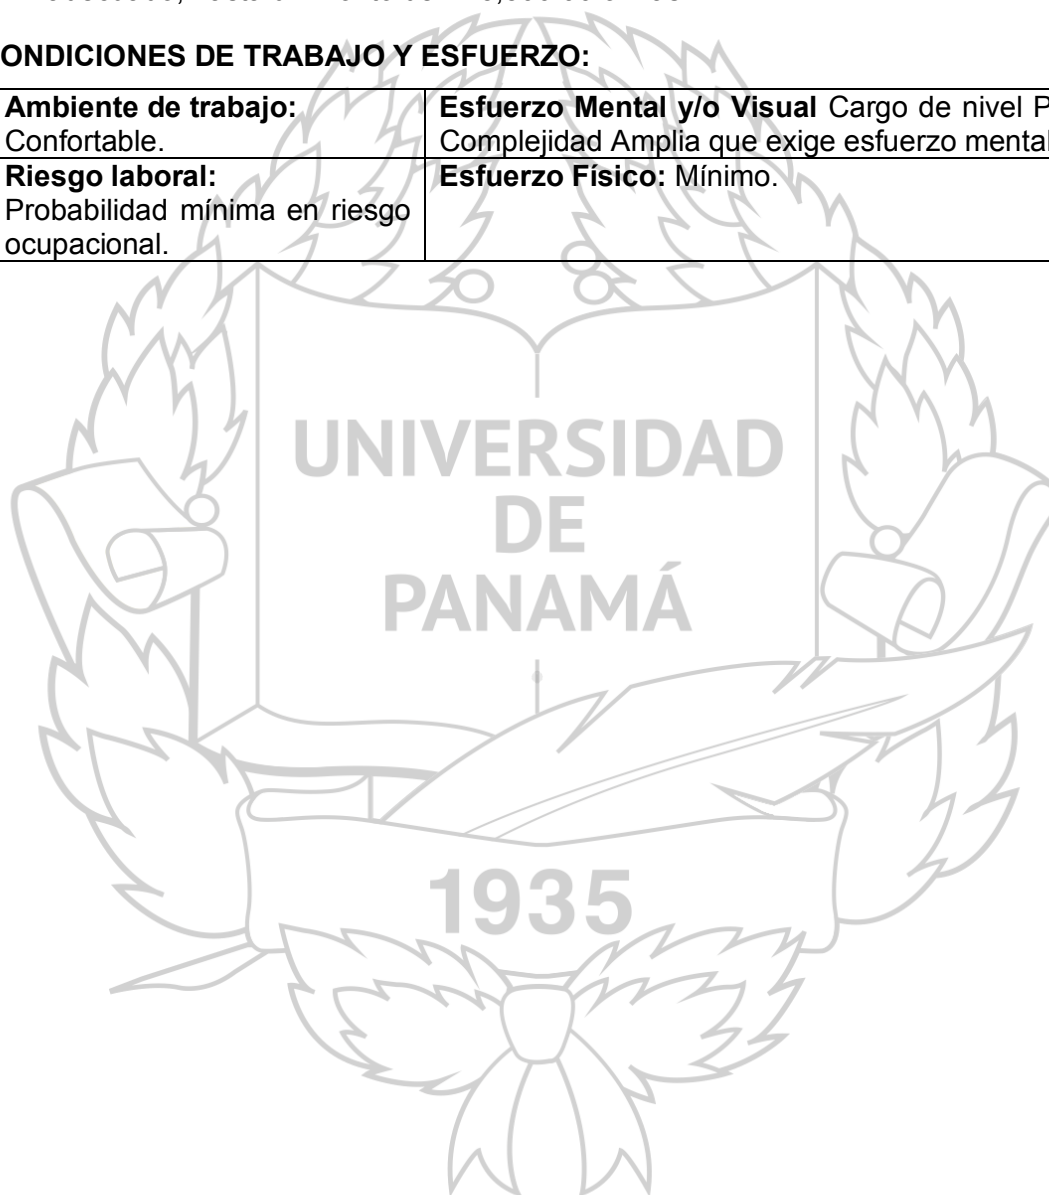 ONDICIONES DE TRABAJO Y ESFUERZO:
Ambiente de trabajo:
Confortable.
Esfuerzo Mental y/o Visual Cargo de nivel P
Complejidad Amplia que exige esfuerzo mental
Riesgo laboral:
Probabilidad mínima en riesgo
ocupacional.
Esfuerzo Físico: Mínimo.
UNIVERSIDAD
DE
PANAMÁ
1935